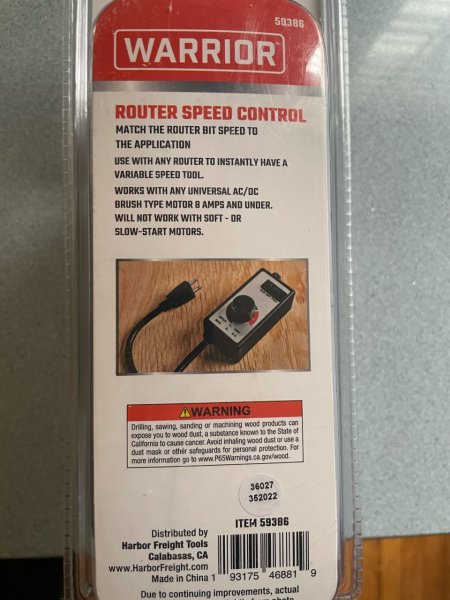 59386
WARRIOR
ROUTER SPEED CONTROL
MATCH THE ROUTER BIT SPEED TO
THE APPLICATION
USE WITH ANY ROUTER TO INSTANTLY HAVE A
VARIABLE SPEED TOOL.
WORKS WITH ANY UNIVERSAL AC/DC
BRUSH TYPE MOTOR 8 AMPS AND UNDER.
WILL NOT WORK WITH SOFT - OR
SLOW-START MOTORS.
WARNING
Drilling, sawing, sanding or machining wood products can
expose you to wood dust, a substance known to the State of
California to cause cancer. Avoid inhaling wood dust or use a
dust mask or other safeguards for personal protection. For
more information go to www.P65Warnings.ca.gov/wood.
36027
352022
ITEM 59386
Distributed by
Harbor Freight Tools
Calabasas, CA
www.HarborFreight.com
Made in China
1 93175 46881 9
Due to continuing improvements, actual